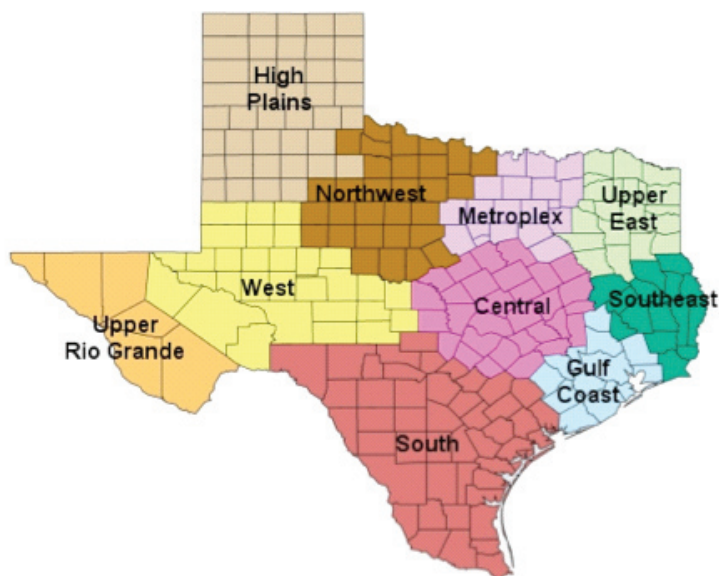 High
Plains
Northwest
Metroplex
Upper
East
West
Central
Southeast
Upper
Rio Grande
Gulf
Coast
South